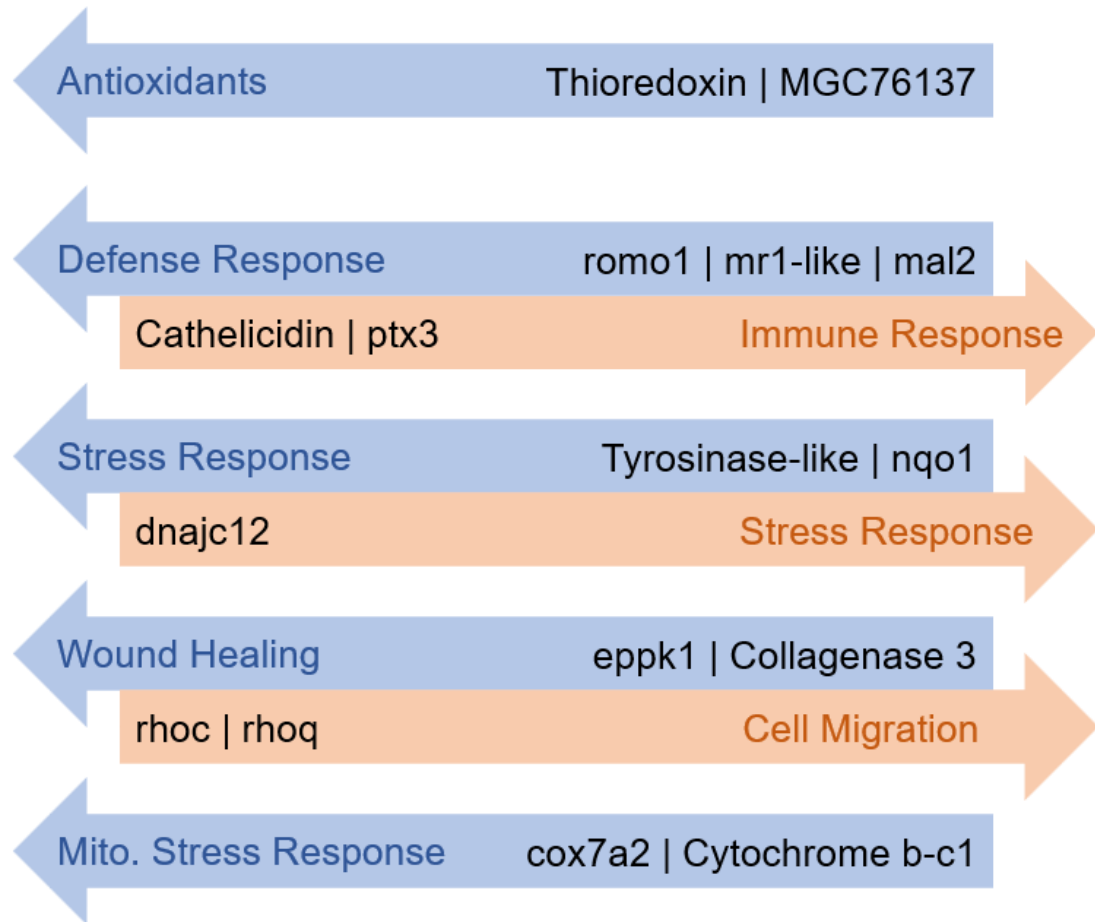 Antioxidants Thioredoxin | MGC76137
Defense Response romo1 | mr1-like | mal2
Cathelicidin | ptx3 Immune Response
Stress Response Tyrosinase-like | nqo1
dnajc12 Stress Response
Wound Healing eppk1 | Collagenase 3
rhoc | rhoq Cell Migration
Mito. Stress Response cox7a2 | Cytochrome b-c1